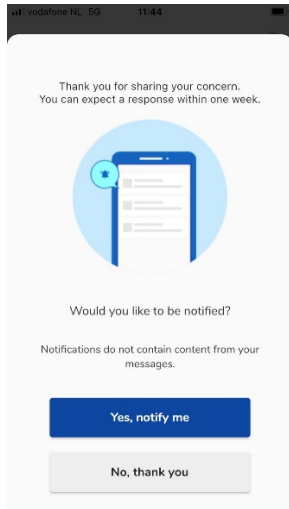 vodafone NL 5G 11:44
Thank you for sharing your concern.
You can expect a response within one week.
Would you like to be notified?
Notifications do not contain content from your
messages.
Yes, notify me
No, thank you